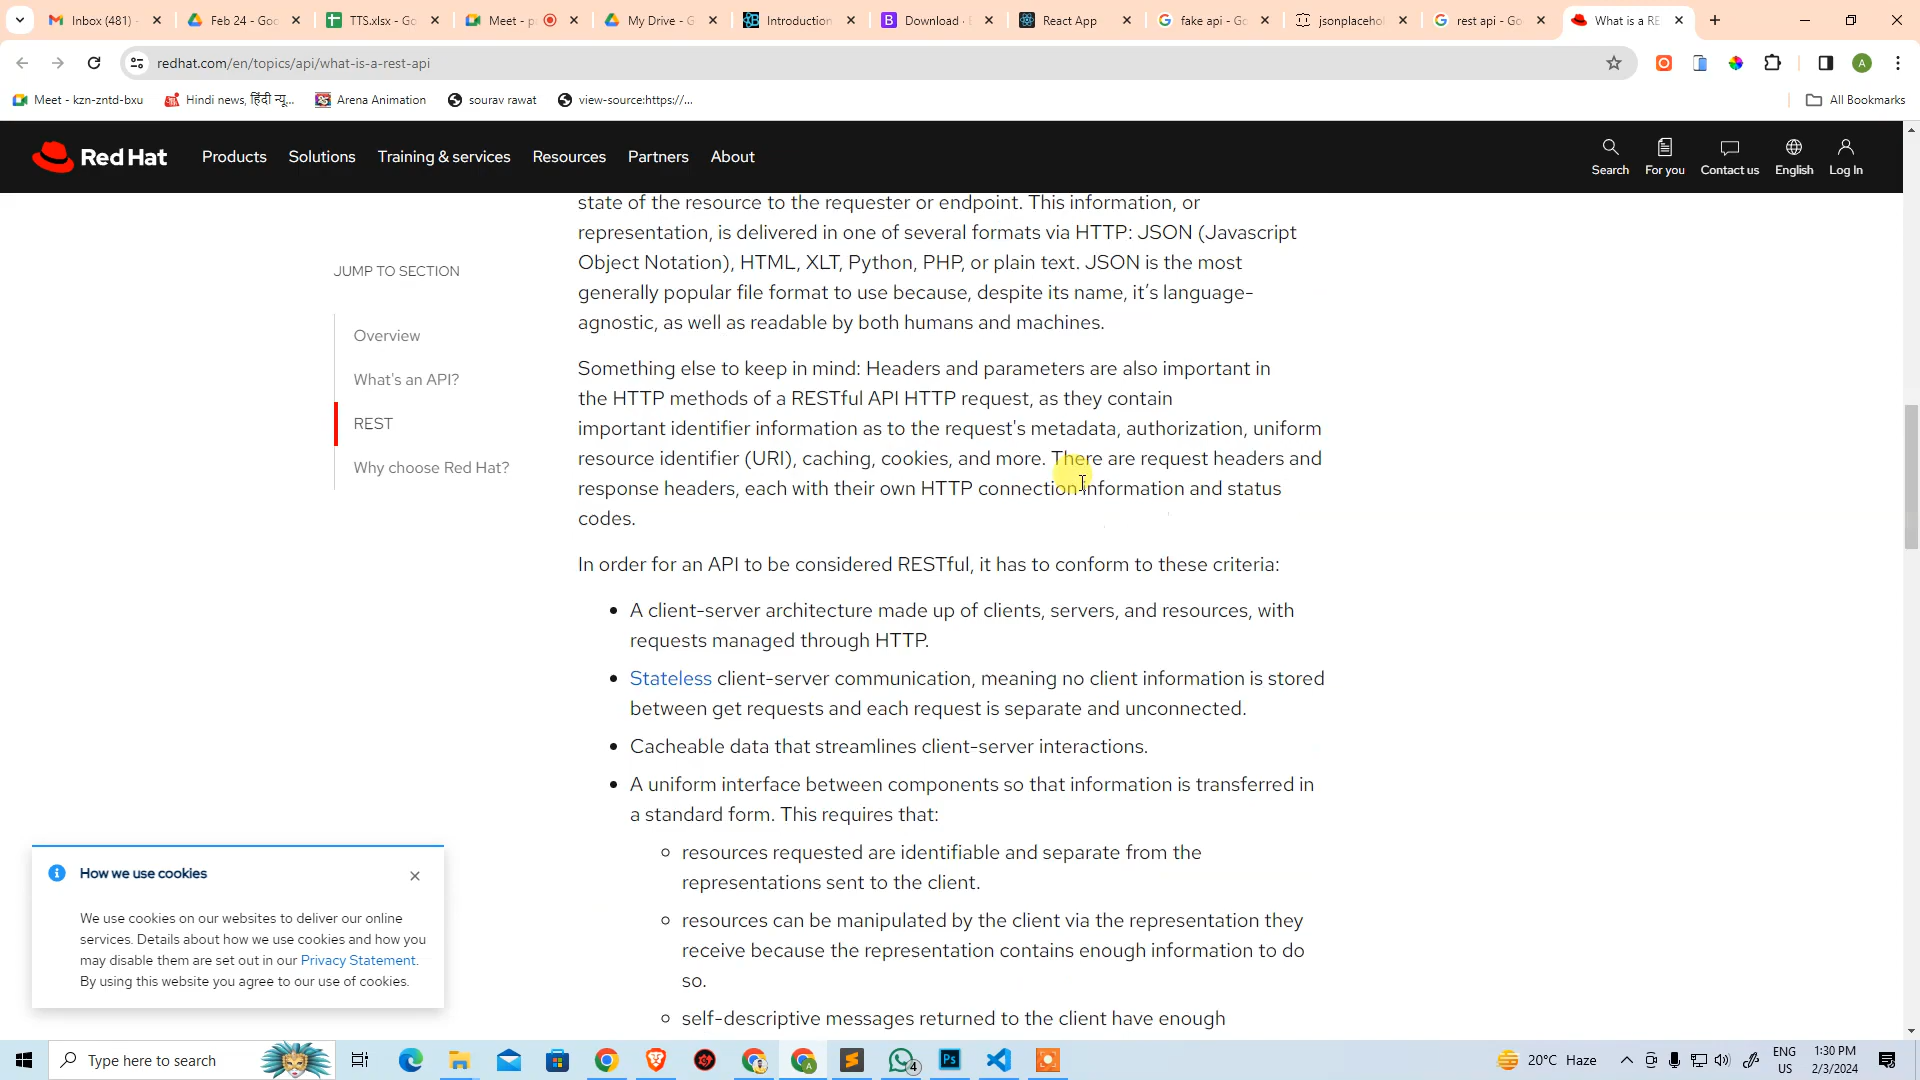 Inbox (481)
Feb 24 - Goo
TTS.xlsx - Go
Meet - p
My Drive - G
Introduction
Download
React App
fake api - Go
jsonplacehol
rest api - Go
What is a RE
redhat.com/en/topics/api/what-is-a-rest-api
Meet - kzn-zntd-bxu
Hindi news, हिंदी न्यू...
Arena Animation
sourav rawat
view-source:https://...
All Bookmarks
Red Hat
Products
Solutions
Training & services
Resources
Partners
About
Search
For you
Contact us
English
Log In
JUMP TO SECTION
Overview
What's an API?
REST
Why choose Red Hat?
state of the resource to the requester or endpoint. This information, or
representation, is delivered in one of several formats via HTTP: JSON (Javascript
Object Notation), HTML, XLT, Python, PHP, or plain text. JSON is the most
generally popular file format to use because, despite its name, it’s language-
agnostic, as well as readable by both humans and machines.
Something else to keep in mind: Headers and parameters are also important in
the HTTP methods of a RESTful API HTTP request, as they contain
important identifier information as to the request's metadata, authorization, uniform
resource identifier (URI), caching, cookies, and more. There are request headers and
response headers, each with their own HTTP connection information and status
codes.
In order for an API to be considered RESTful, it has to conform to these criteria:
• A client-server architecture made up of clients, servers, and resources, with
requests managed through HTTP.
• Stateless client-server communication, meaning no client information is stored
between get requests and each request is separate and unconnected.
• Cacheable data that streamlines client-server interactions.
• A uniform interface between components so that information is transferred in
a standard form. This requires that:
○ resources requested are identifiable and separate from the
representations sent to the client.
○ resources can be manipulated by the client via the representation they
receive because the representation contains enough information to do
so.
○ self-descriptive messages returned to the client have enough
How we use cookies
We use cookies on our websites to deliver our online
services. Details about how we use cookies and how you
may disable them are set out in our Privacy Statement.
By using this website you agree to our use of cookies.
Type here to search
4
20°C Haze
ENG
US
1:30 PM
2/3/2024